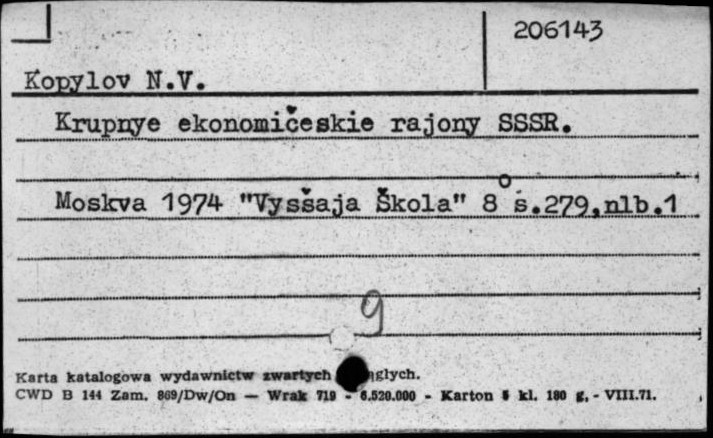 206143
Kopylov N.V.
Krupnye ekonomičeskie rajony SSSR.
Moskva 1974 "Vysšaja Škola" 8° s.279,nlb.1
9
Karta katalogowa wydawnictw zwartych
CWD B 144 Zam. 869/Dw/On — Wrak 719 - 6.520.000 - Karton 5 kl. 180 g. - VIII.71.